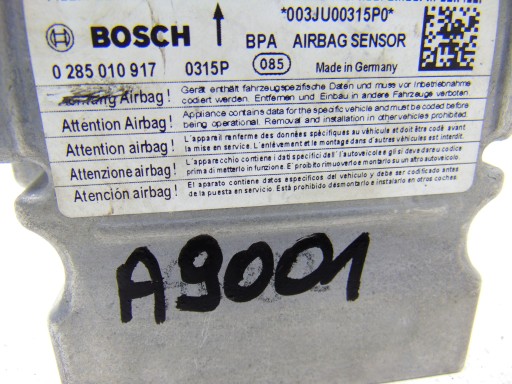 *003JU00315P0*
BOSCH BPA AIRBAG SENSOR
0 285 010 917 0315P 085 Made in Germany
Achtung Airbag! Gerät enthält fahrzeugspezifische Daten und muss vor Inbetriebnahme
codiert werden. Entfernen und Einbau in andere Fahrzeuge verboten.
Attention Airbag! Appliance contains data for the specific vehicle and must be coded before
being operational. Removal and installation in other vehicles prohibited.
Attention airbag! L'appareil renferme des données spécifiques au véhicule et doit être codé avant
la mise en service. L'enlèvement et le montage dans d'autres véhicules est interdit.
Attenzione airbag! L'apparecchio contiene i dati specifici dell'autoveicolo e gli si deve dare u codice
prima di metterlo in funzione. E'proibito rimuoverlo e montarlo su un altro autoveicolo.
Atención airbag! El aparato contiene datos específicos del vehículo y debe ser codificado antes
de la puesta en servicio. Está prohibido desmontarlo e instalarlo en otros coches.
A9001